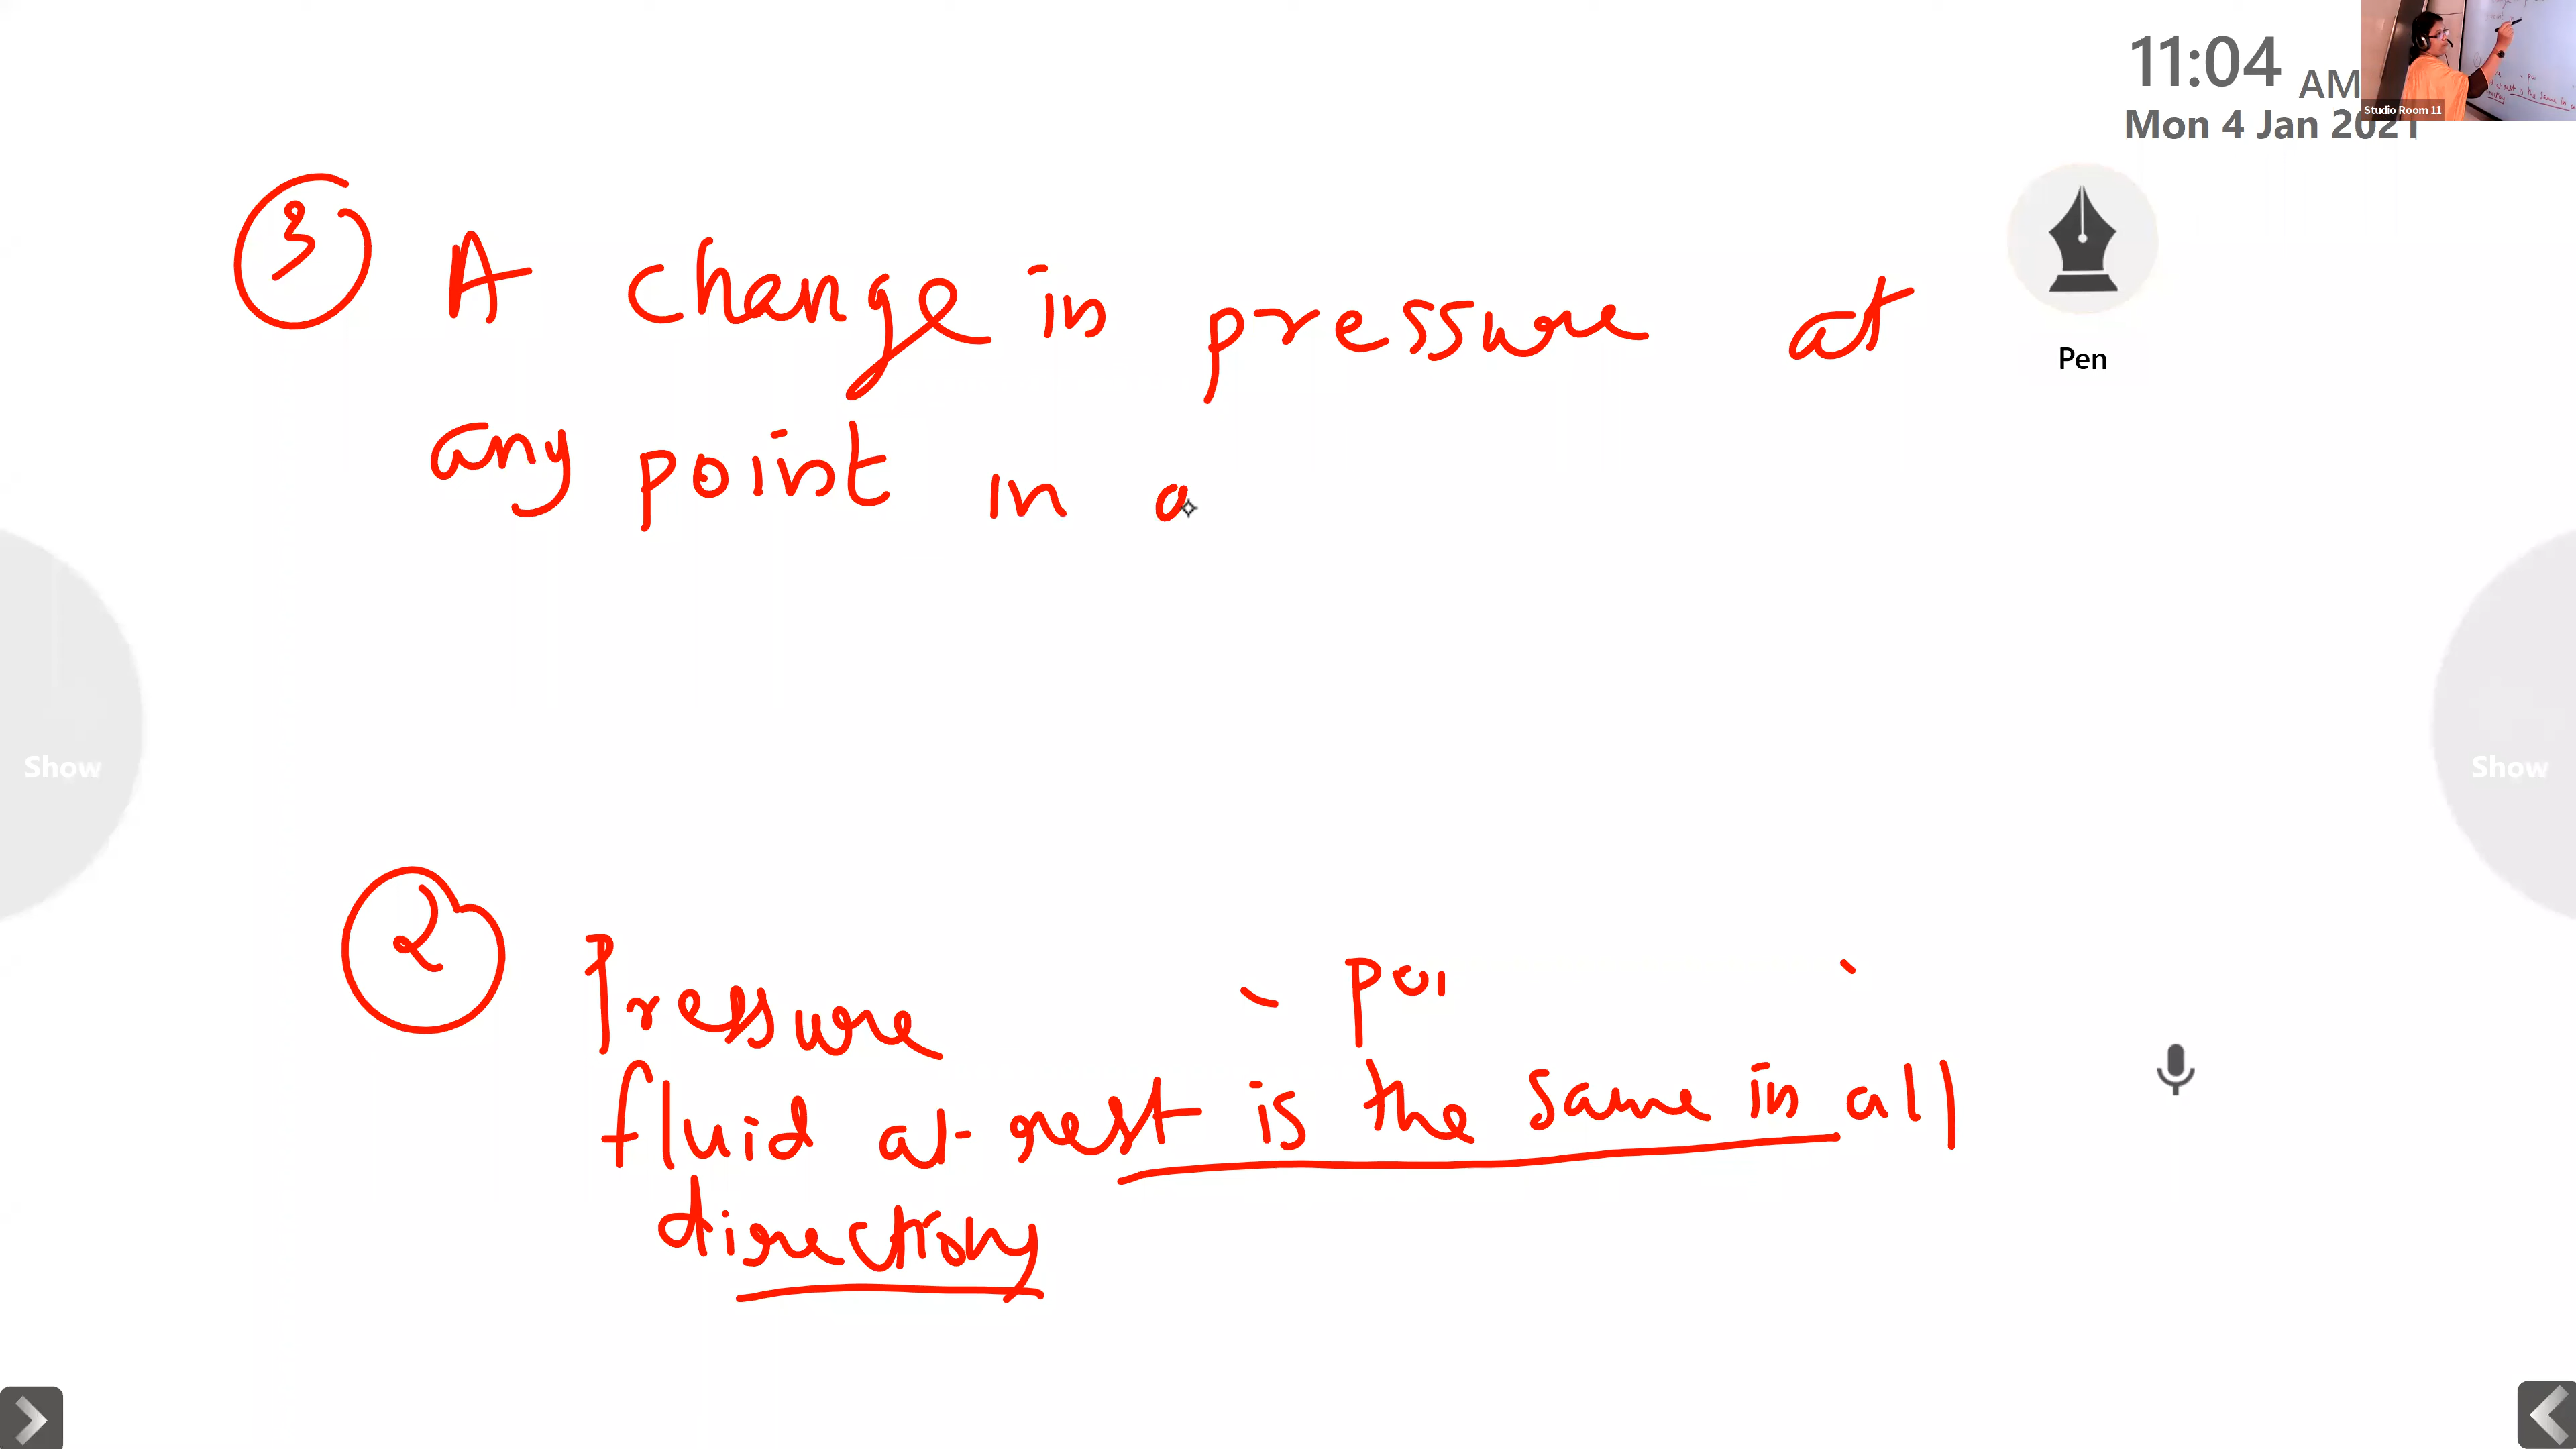 11:04 AM
Studio Room 11
Mon 4 Jan 2021
3 A change in pressure at
Pen
any point in a
Show
Show
2 Pressure poi
fluid at rest is the same in all
directions